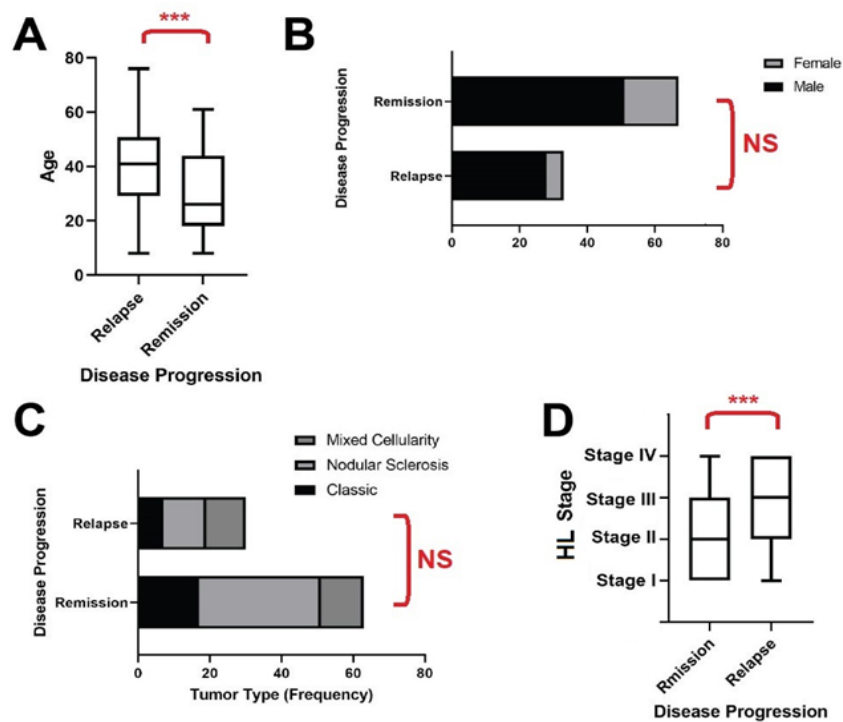 A
***
80
60
40
20
0
Age
Relapse
Remission
Disease Progression
B
Female
Male
Disease Progression
Remission
Relapse
NS
0 20 40 60 80
C
Mixed Cellularity
Nodular Sclerosis
Classic
Disease Progression
Relapse
Remission
NS
0 20 40 60 80
Tumor Type (Frequency)
D
***
HL Stage
Stage IV
Stage III
Stage II
Stage I
Rmission
Relapse
Disease Progression